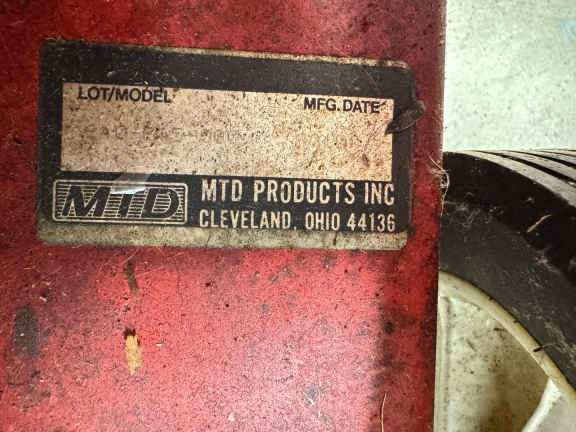 LOT/MODEL MFG. DATE
MTD MTD PRODUCTS INC
CLEVELAND, OHIO 44136